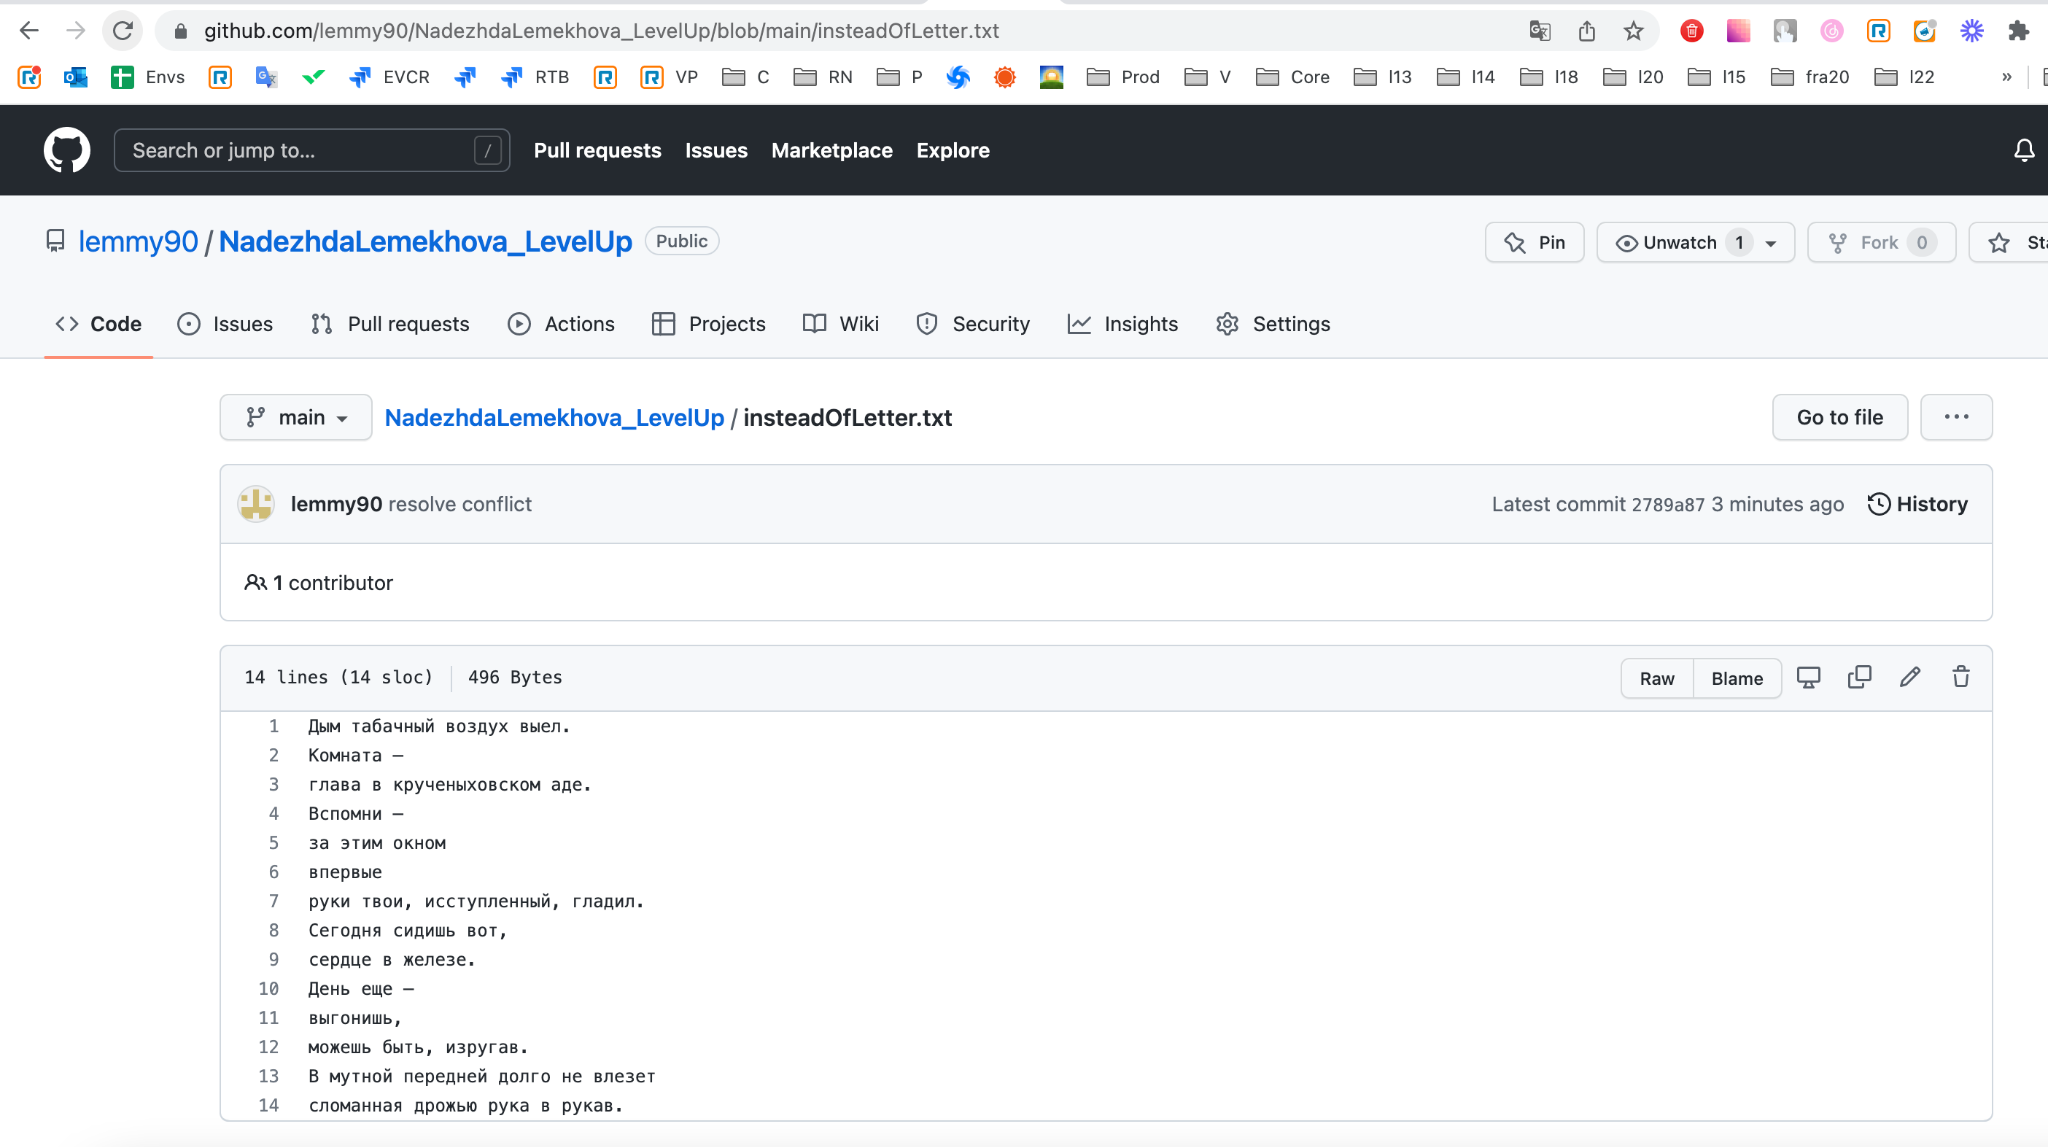 github.com/lemmy90/NadezhdaLemekhova_LevelUp/blob/main/insteadOfLetter.txt
Envs EVCR RTB VP C RN P Prod V Core I13 I14 I18 I20 I15 fra20 I22 »
Search or jump to... / Pull requests Issues Marketplace Explore
lemmy90 / NadezhdaLemekhova_LevelUp Public Pin Unwatch 1 Fork 0
Code Issues Pull requests Actions Projects Wiki Security Insights Settings
main NadezhdaLemekhova_LevelUp / insteadOfLetter.txt Go to file ...
lemmy90 resolve conflict Latest commit 2789a87 3 minutes ago History
1 contributor
14 lines (14 sloc) 496 Bytes Raw Blame
1 Дым табачный воздух выел.
2 Комната —
3 глава в крученыховском аде.
4 Вспомни —
5 за этим окном
6 впервые
7 руки твои, исступленный, гладил.
8 Сегодня сидишь вот,
9 сердце в железе.
10 День еще —
11 выгонишь,
12 можешь быть, изругав.
13 В мутной передней долго не влезет
14 сломанная дрожью рука в рукав.